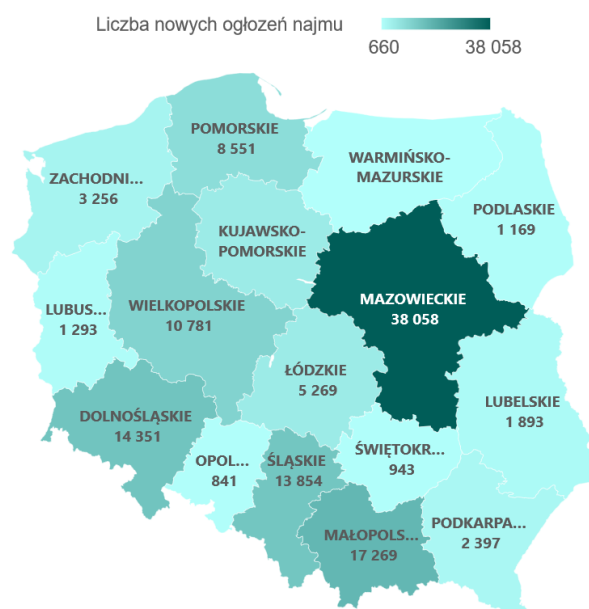 Liczba nowych ogłozeń najmu
660 38 058
POMORSKIE
8 551
WARMIŃSKO-
MAZURSKIE
ZACHODNI ...
3 256
PODLASKIE
1 169
KUJAWSKO-
POMORSKIE
MAZOWIECKIE
38 058
LUBUS...
1 293
WIELKOPOLSKIE
10 781
ŁÓDZKIE
5 269
LUBELSKIE
1 893
DOLNOŚLĄSKIE
14 351
OPOL ...
841
ŚLĄSKIE
13 854
ŚWIĘTOKR ...
943
MAŁOPOLS ...
17 269
PODKARPA ...
2 397